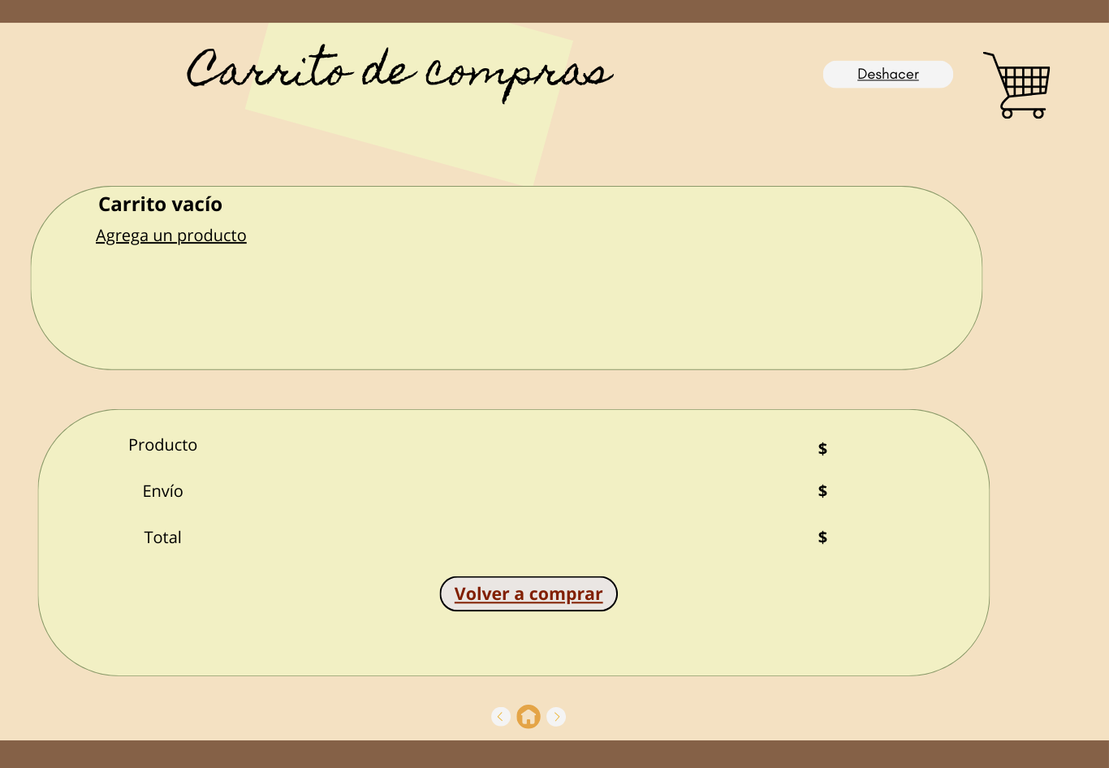 Carrito de compras
Deshacer
Carrito vacío
Agrega un producto
Producto $
Envío $
Total $
Volver a comprar